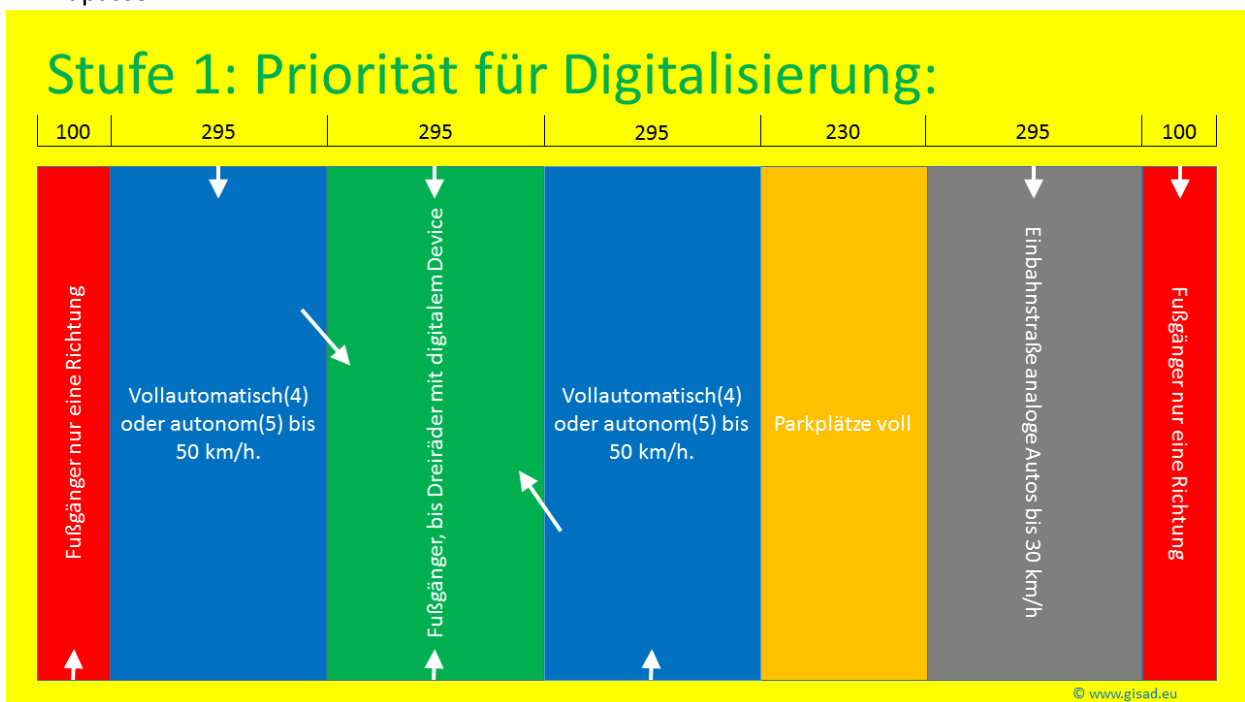 Stufe 1: Priorität für Digitalisierung:
100 295 295 295 230 295 100
Fußgänger nur eine Richtung
Vollautomatisch(4)
oder autonom(5) bis
50 km/h.
Fußgänger, bis Dreiräder mit digitalem Device
Vollautomatisch(4)
oder autonom(5) bis
50 km/h.
Parkplätze voll
Einbahnstraße analoge Autos bis 30 km/h
Fußgänger nur eine Richtung
© www.gisad.eu